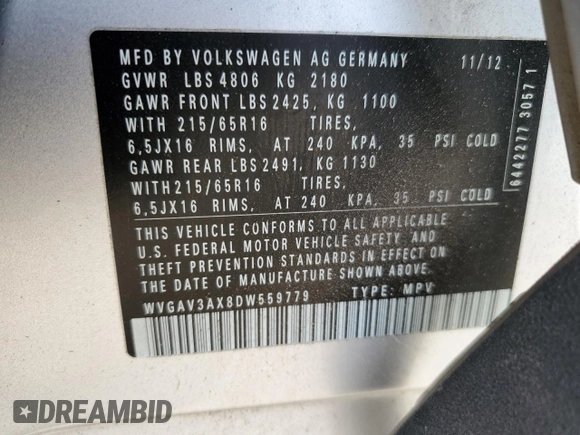 MFD BY VOLKSWAGEN AG GERMANY 11/12
GVWR LBS 4806 KG 2180
GAWR FRONT LBS 2425, KG 1100
WITH 215/65R16 TIRES,
6,5JX16 RIMS, AT 240 KPA, 35 PSI COLD
GAWR REAR LBS 2491, KG 1130
WITH215/65R16 TIRES,
6,5JX16 RIMS, AT 240 KPA, 35 PSI COLD
THIS VEHICLE CONFORMS TO ALL APPLICABLE
U.S. FEDERAL MOTOR VEHICLE SAFETY, AND
THEFT PREVENTION STANDARDS IN EFFECT ON
THE DATE OF MANUFACTURE SHOWN ABOVE.
WVGAV3AX8DW559779 TYPE: MPV
6442277 3057 1
DREAMBID